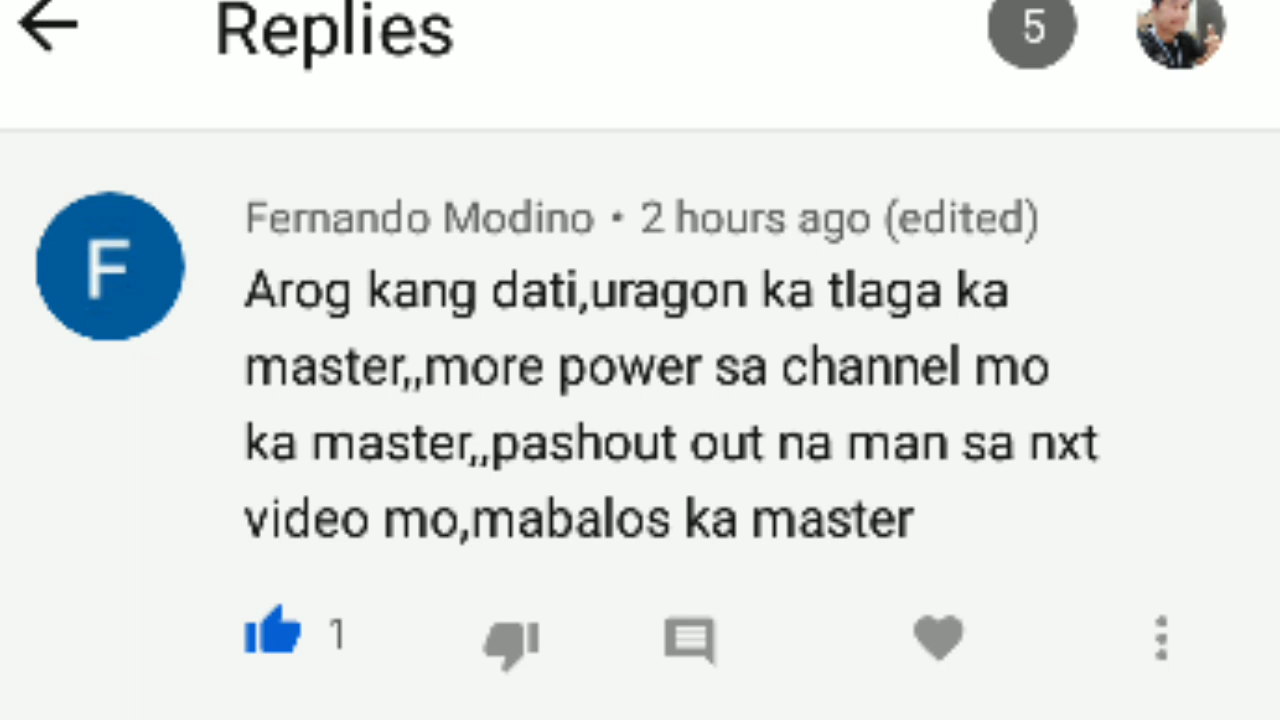 Replies
5
F
Fernando Modino • 2 hours ago (edited)
Arog kang dati,uragon ka tlaga ka
master,,more power sa channel mo
ka master,,pashout out na man sa nxt
video mo,mabalos ka master
1